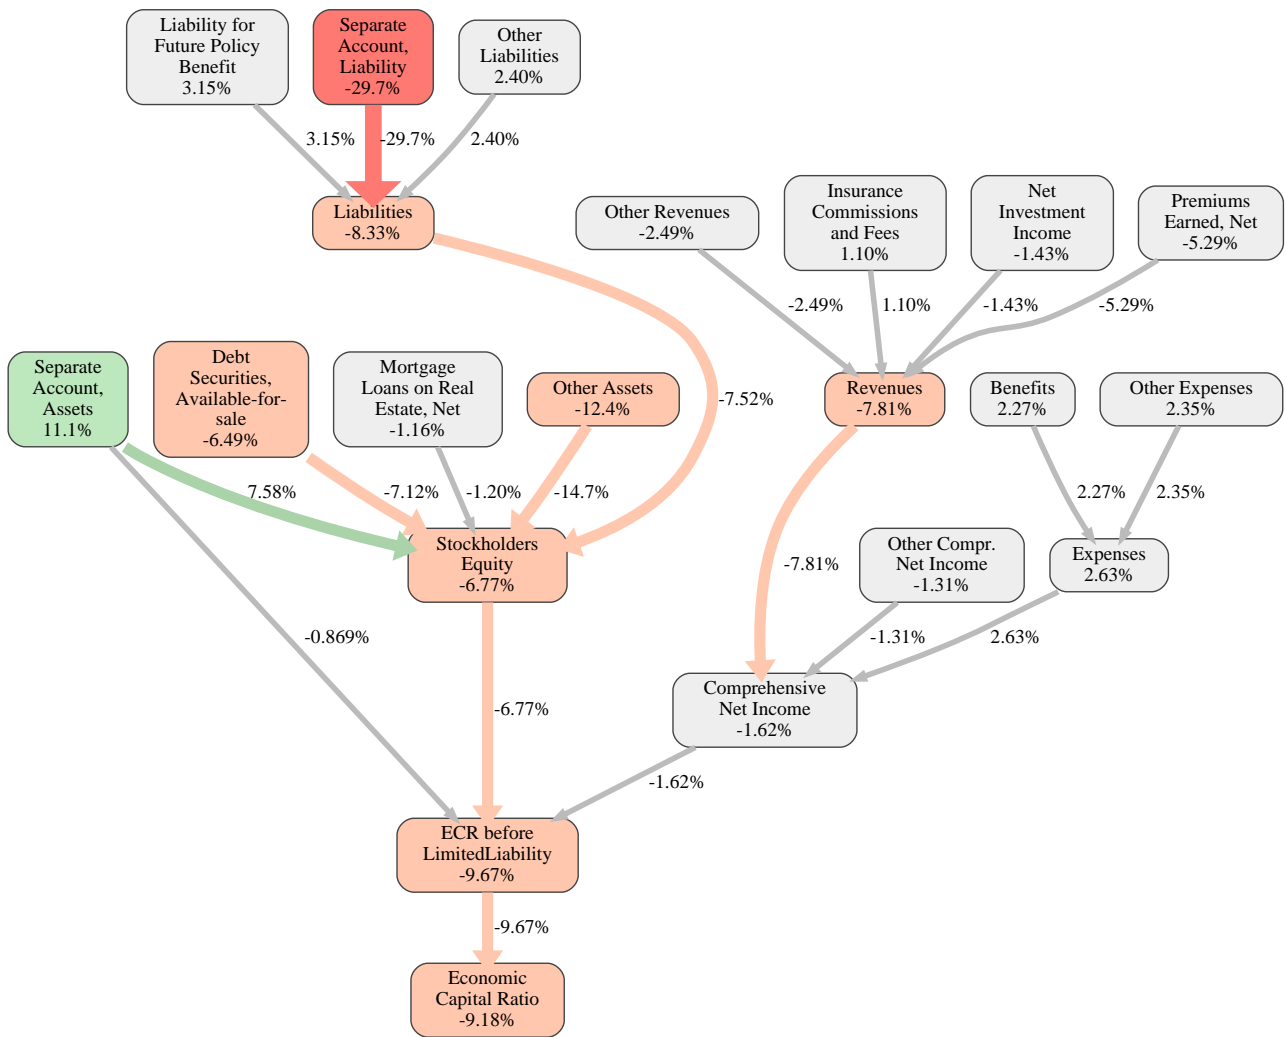 Liability for
Future Policy
Benefit
3.15%
Separate
Account,
Liability
-29.7%
Other
Liabilities
2.40%
3.15%
-29.7%
2.40%
Liabilities
-8.33%
Other Revenues
-2.49%
Insurance
Commissions
and Fees
1.10%
Net
Investment
Income
-1.43%
Premiums
Earned, Net
-5.29%
-2.49%
1.10%
-1.43%
-5.29%
Separate
Account,
Assets
11.1%
Debt
Securities,
Available-for-
sale
-6.49%
Mortgage
Loans on Real
Estate, Net
-1.16%
Other Assets
-12.4%
-7.52%
Revenues
-7.81%
Benefits
2.27%
Other Expenses
2.35%
7.58%
-7.12%
-1.20%
-14.7%
2.27%
2.35%
Stockholders
Equity
-6.77%
-7.81%
Other Compr.
Net Income
-1.31%
Expenses
2.63%
-0.869%
-1.31%
2.63%
-6.77%
Comprehensive
Net Income
-1.62%
-1.62%
ECR before
LimitedLiability
-9.67%
-9.67%
Economic
Capital Ratio
-9.18%